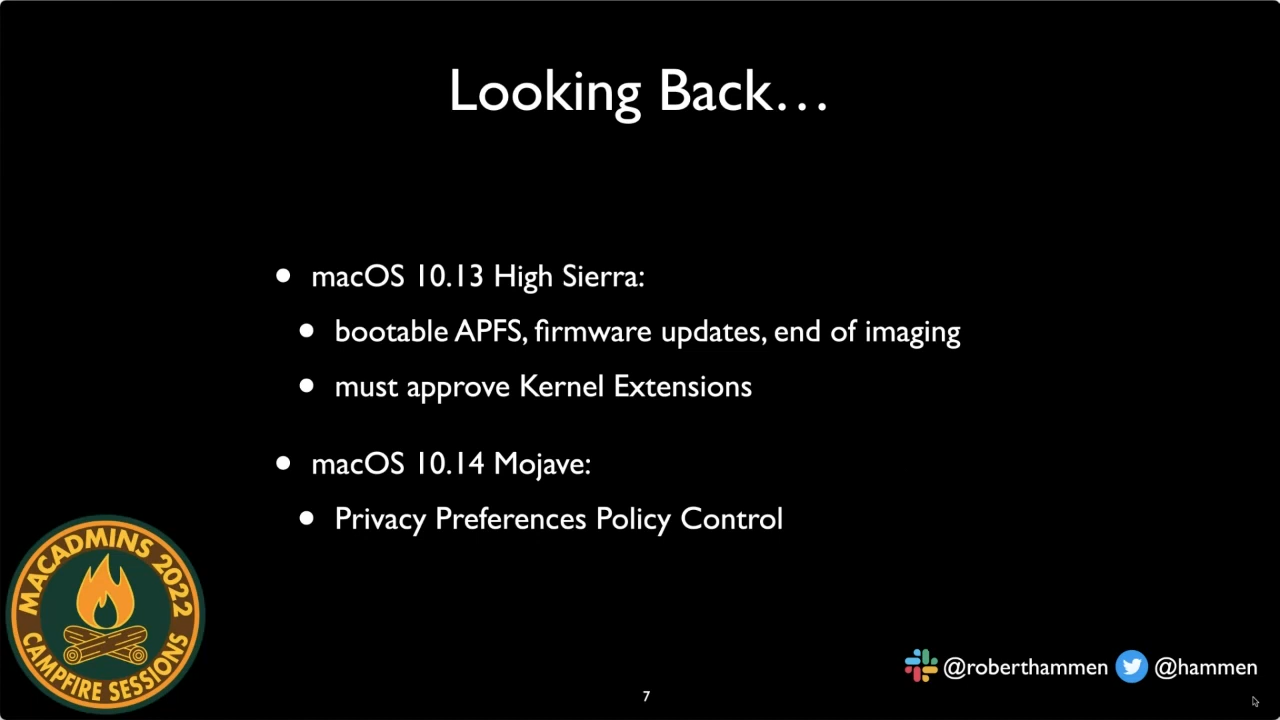 Looking Back…
• macOS 10.13 High Sierra:
• bootable APFS, firmware updates, end of imaging
• must approve Kernel Extensions
• macOS 10.14 Mojave:
• Privacy Preferences Policy Control
MACADMINS 2022
CAMPFIRE SESSIONS
@roberthammen @hammen
7